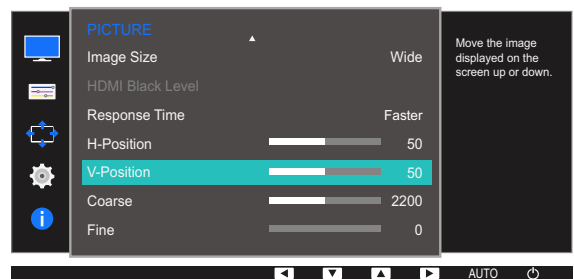 PICTURE
Image Size Wide
HDMI Black Level
Response Time Faster
H-Position 50
V-Position 50
Coarse 2200
Fine 0
Move the image
displayed on the
screen up or down.
AUTO